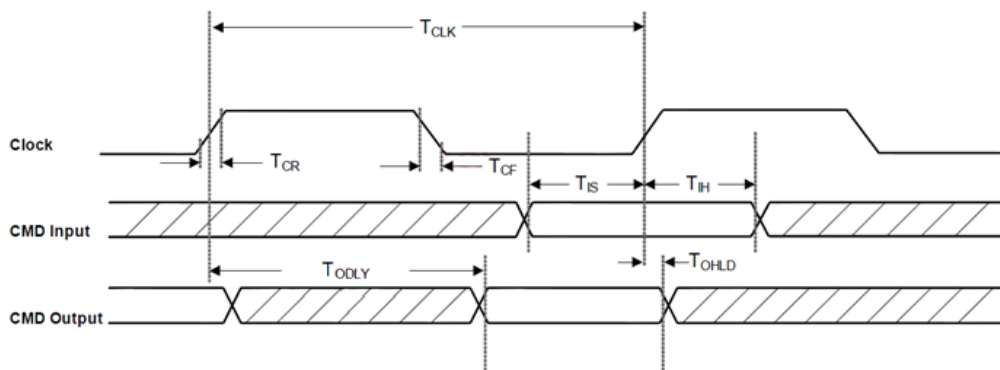 TCLK
Clock
TCR
TCF
TIS
TIH
CMD Input
TODLY
TOHLD
CMD Output